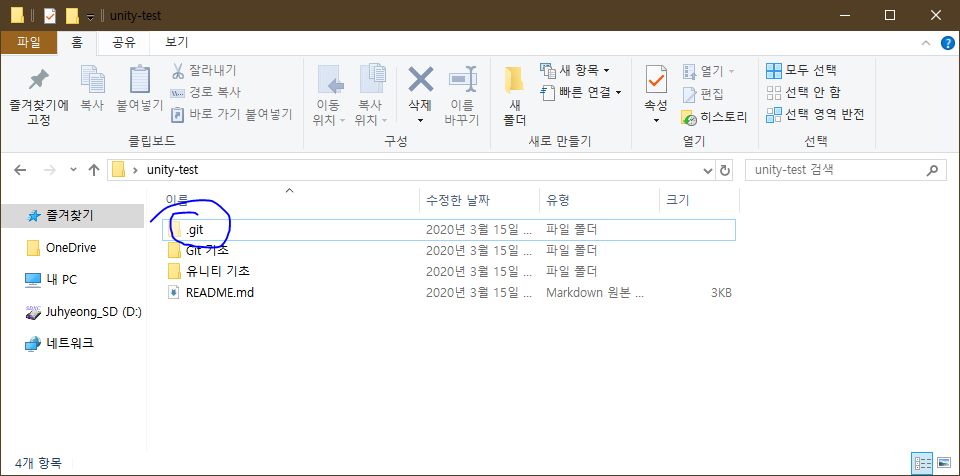 unity-test
파일 홈 공유 보기
즐겨찾기에 고정
복사
붙여넣기
잘라내기
경로 복사
바로 가기 붙여넣기
클립보드
이동 위치
복사 위치
삭제
이름 바꾸기
구성
새 폴더
새 항목
빠른 연결
새로 만들기
속성
열기
편집
히스토리
열기
모두 선택
선택 안 함
선택 영역 반전
선택
unity-test
unity-test 검색
즐겨찾기
OneDrive
내 PC
Juhyeong_SD (D:)
네트워크
이름 수정한 날짜 유형 크기
.git 2020년 3월 15일 ... 파일 폴더
Git 기초 2020년 3월 15일 ... 파일 폴더
유니티 기초 2020년 3월 15일 ... 파일 폴더
README.md 2020년 3월 15일 ... Markdown 원본 ... 3KB
4개 항목